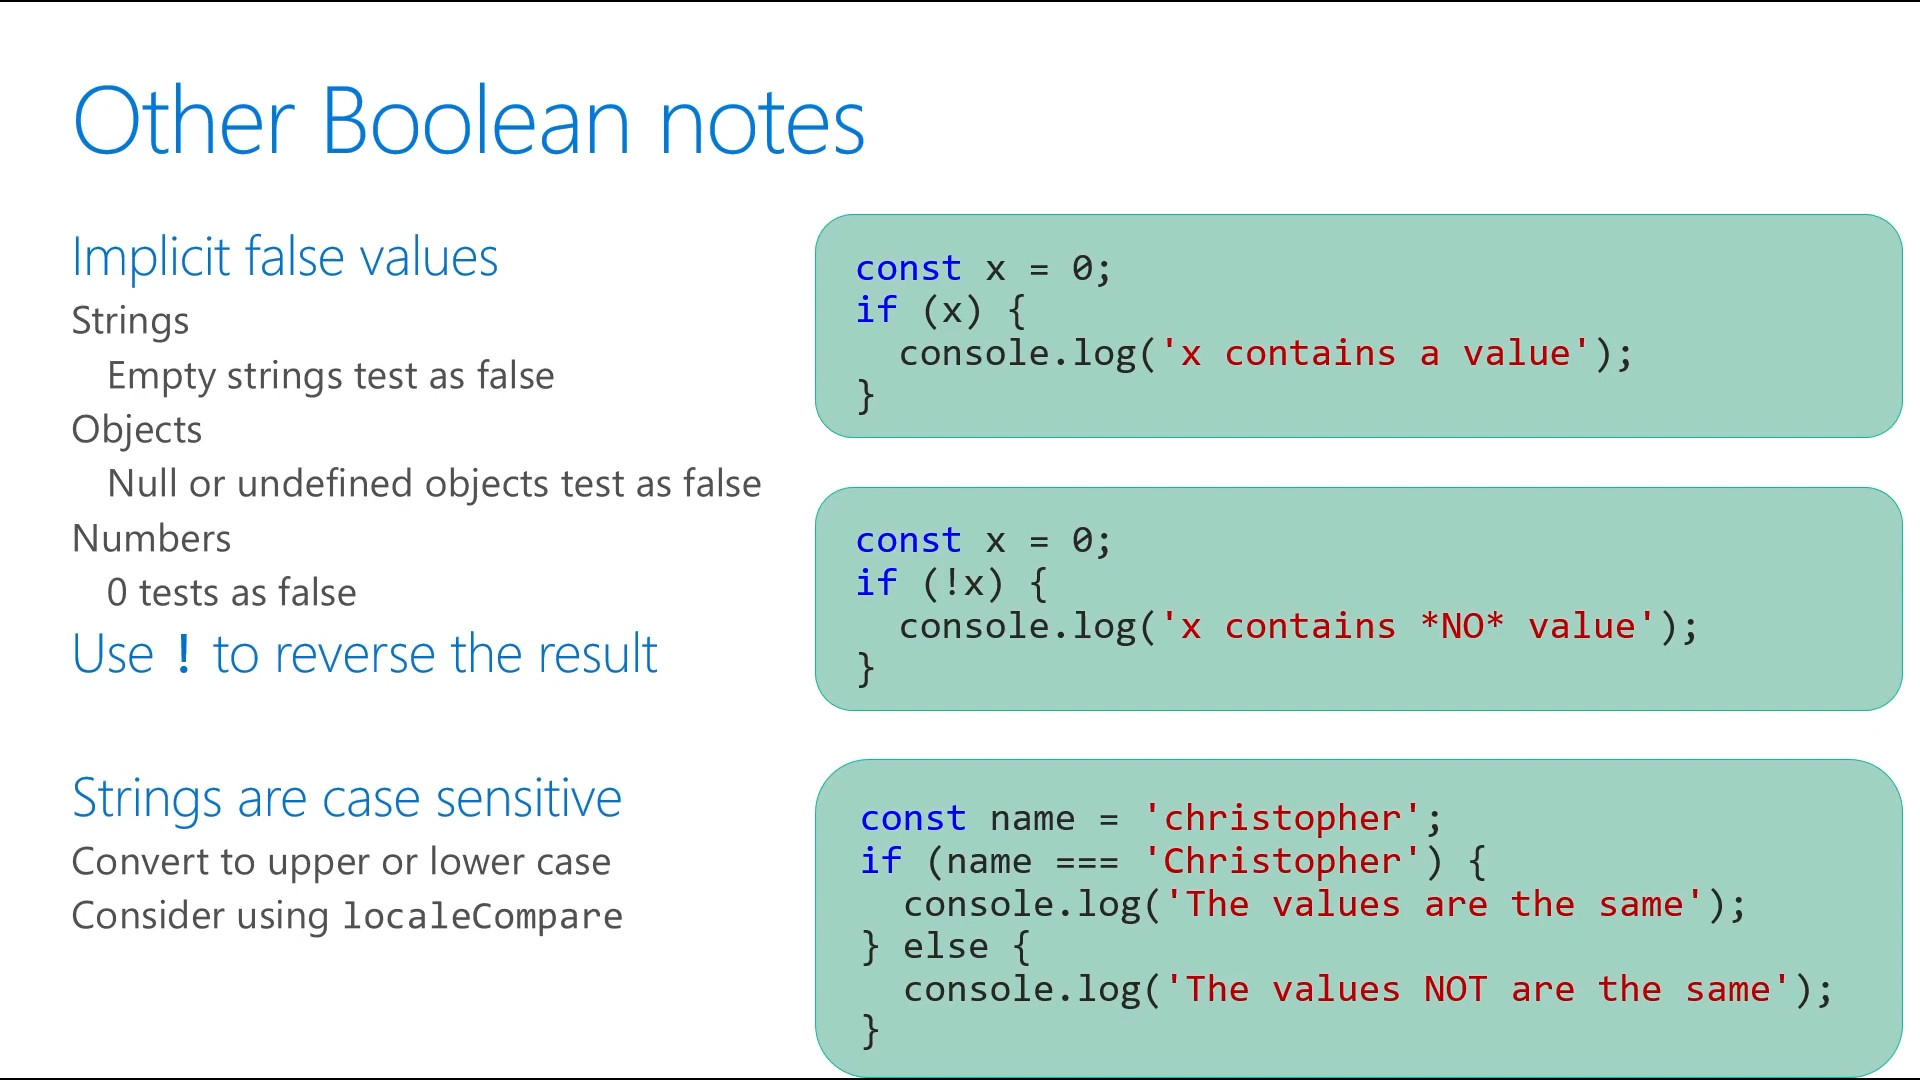 Other Boolean notes
Implicit false values
Strings
Empty strings test as false
Objects
Null or undefined objects test as false
Numbers
0 tests as false
Use ! to reverse the result
Strings are case sensitive
Convert to upper or lower case
Consider using localeCompare
const x = 0;
if (x) {
  console.log('x contains a value');
}
const x = 0;
if (!x) {
  console.log('x contains *NO* value');
}
const name = 'christopher';
if (name === 'Christopher') {
  console.log('The values are the same');
} else {
  console.log('The values NOT are the same');
}